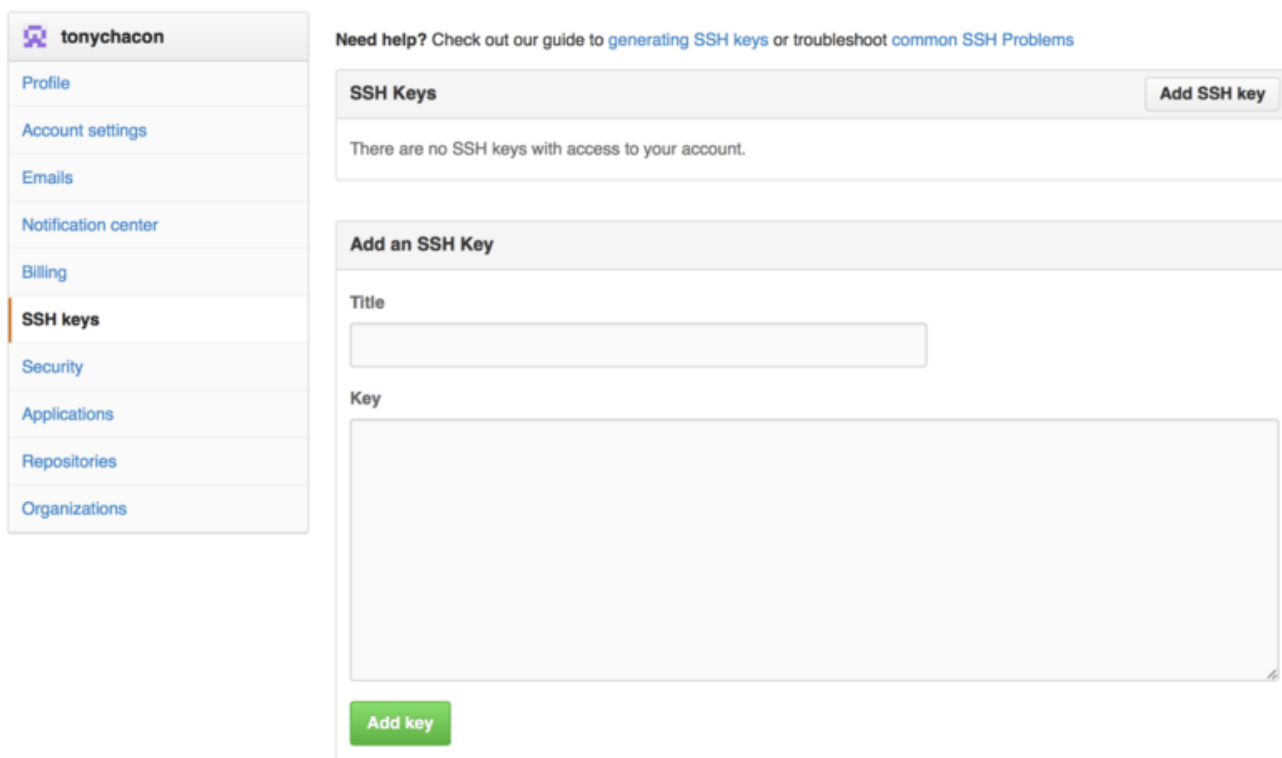 tonychacon
Profile
Account settings
Emails
Notification center
Billing
SSH keys
Security
Applications
Repositories
Organizations
Need help? Check out our guide to generating SSH keys or troubleshoot common SSH Problems
SSH Keys
Add SSH key
There are no SSH keys with access to your account.
Add an SSH Key
Title
Key
Add key